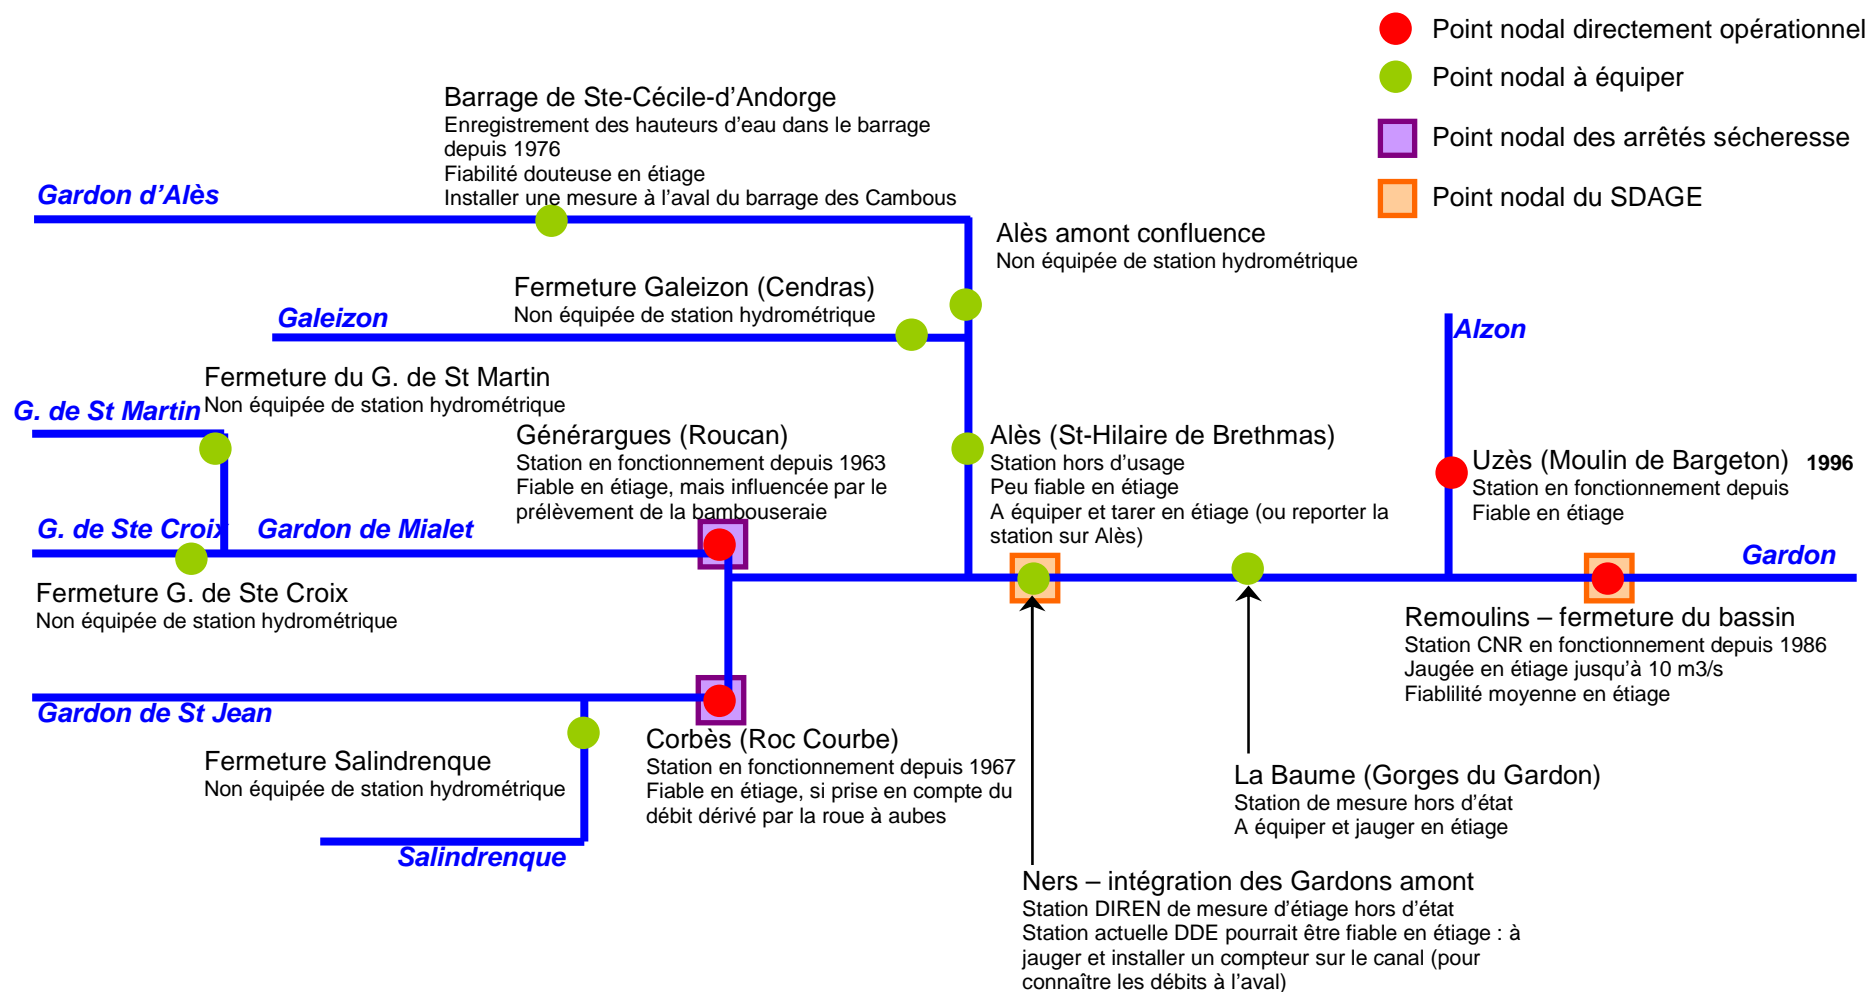 Point nodal directement opérationnel
Point nodal à équiper
Point nodal des arrêtés sécheresse
Point nodal du SDAGE
Barrage de Ste-Cécile-d'Andorge
Enregistrement des hauteurs d'eau dans le barrage
depuis 1976
Fiabilité douteuse en étiage
Installer une mesure à l'aval du barrage des Cambous
Gardon d'Alès
Alès amont confluence
Non équipée de station hydrométrique
Fermeture Galeizon (Cendras)
Non équipée de station hydrométrique
Galeizon
Alzon
Fermeture du G. de St Martin
Non équipée de station hydrométrique
G. de St Martin
Générargues (Roucan)
Station en fonctionnement depuis 1963
Fiable en étiage, mais influencée par le
prélèvement de la bambouseraie
Alès (St-Hilaire de Brethmas)
Station hors d'usage
Peu fiable en étiage
A équiper et tarer en étiage (ou reporter la
station sur Alès)
Uzès (Moulin de Bargeton) 1996
Station en fonctionnement depuis
Fiable en étiage
G. de Ste Croix
Gardon de Mialet
Gardon
Fermeture G. de Ste Croix
Non équipée de station hydrométrique
Remoulins – fermeture du bassin
Station CNR en fonctionnement depuis 1986
Jaugée en étiage jusqu'à 10 m3/s
Fiablilité moyenne en étiage
Gardon de St Jean
Fermeture Salindrenque
Non équipée de station hydrométrique
Corbès (Roc Courbe)
Station en fonctionnement depuis 1967
Fiable en étiage, si prise en compte du
débit dérivé par la roue à aubes
La Baume (Gorges du Gardon)
Station de mesure hors d'état
A équiper et jauger en étiage
Salindrenque
Ners – intégration des Gardons amont
Station DIREN de mesure d'étiage hors d'état
Station actuelle DDE pourrait être fiable en étiage : à
jauger et installer un compteur sur le canal (pour
connaître les débits à l'aval)